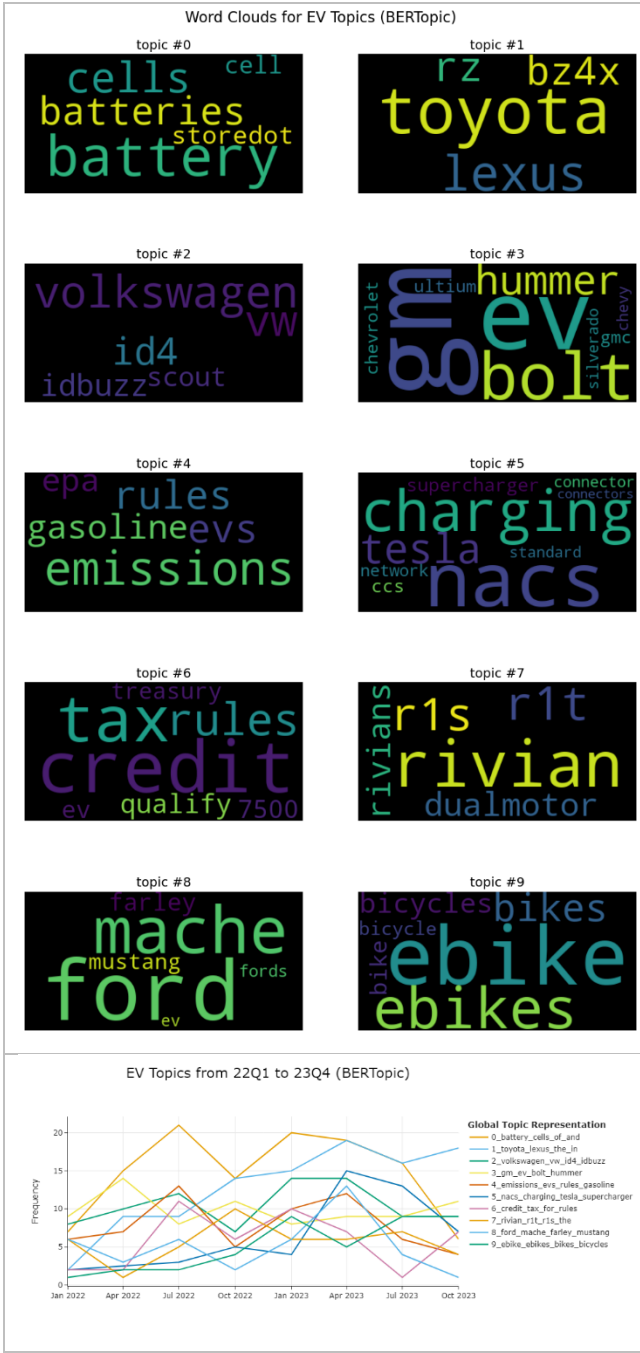 Word Clouds for EV Topics (BERTopic)
topic #0
cells cell
batteries
storedot
battery
topic #1
rz bz4x
toyota
lexus
topic #2
volkswagen
vw
id4
idbuzz scout
topic #3
chevrolet gm ultium hummer chevy
ev
silverado gmc
bolt
topic #4
epa rules
gasoline evs
emissions
topic #5
supercharger connector
connectors
charging
tesla standard
network nacs
ccs
topic #6
treasury
tax rules
credit
ev qualify 7500
topic #7
rivians r1s r1t
rivian
dualmotor
topic #8
farley
mache
mustang fords
ford
ev
topic #9
bicycles bikes
bicycle
bike ebike
ebikes
EV Topics from 22Q1 to 23Q4 (BERTopic)
Global Topic Representation
0_battery_cells_of_and
1_toyota_lexus_the_in
2_volkswagen_vw_id4_idbuzz
3_gm_ev_bolt_hummer
4_emissions_evs_rules_gasoline
5_nacs_charging_tesla_supercharger
6_credit_tax_for_rules
7_rivian_r1t_r1s_the
8_ford_mache_farley_mustang
9_ebike_ebikes_bikes_bicycles
Frequency
20
15
10
5
0
Jan 2022 Apr 2022 Jul 2022 Oct 2022 Jan 2023 Apr 2023 Jul 2023 Oct 2023